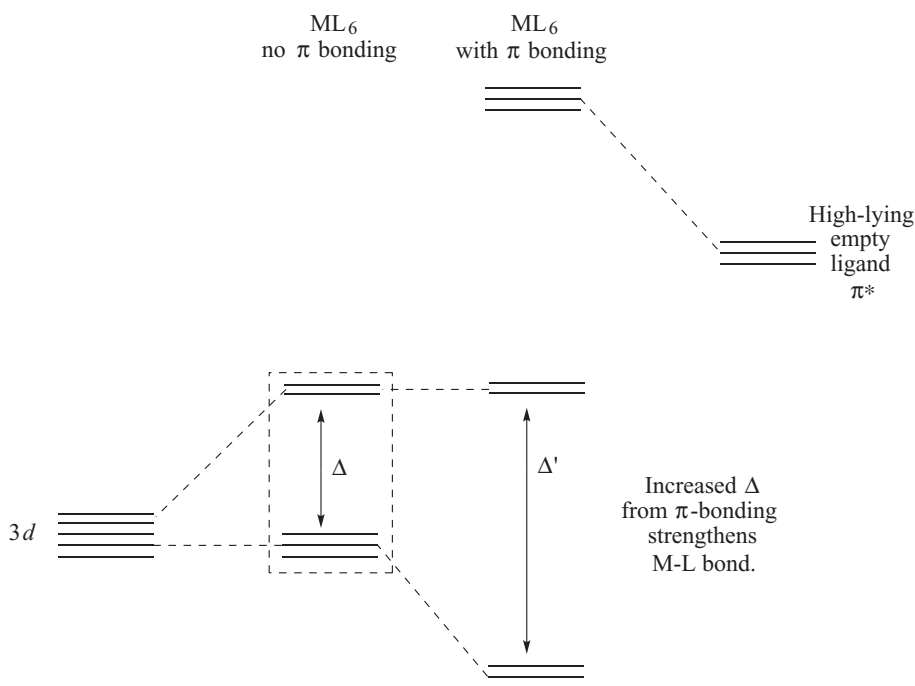 ML₆
no π bonding
ML₆
with π bonding
High-lying
empty
ligand
π*
Δ
Δ'
3d
Increased Δ
from π-bonding
strengthens
M-L bond.